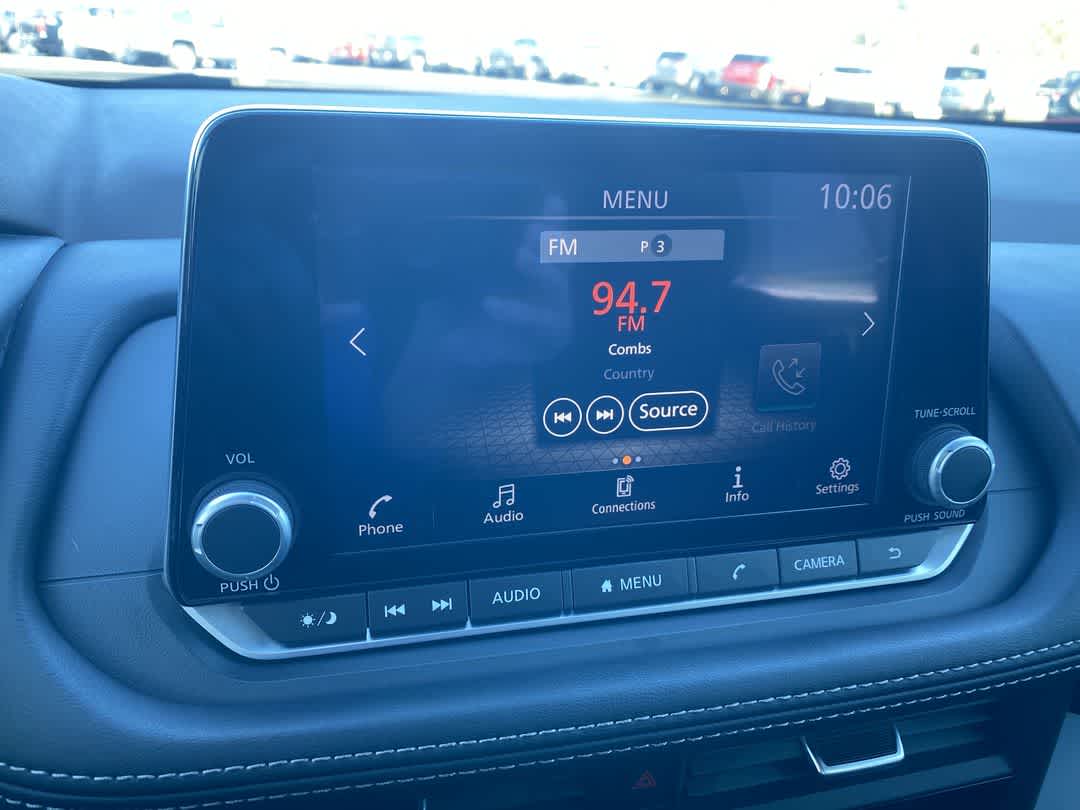 MENU
10:06
FM P 3
94.7
FM
Combs
Country
Source
Call History
TUNE·SCROLL
VOL
Phone
Audio
Connections
Info
Settings
PUSH SOUND
PUSH
AUDIO
MENU
CAMERA